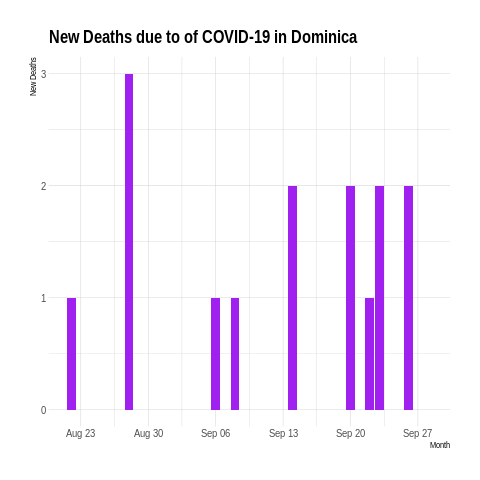 New Deaths due to of COVID-19 in Dominica
New Deaths
3
2
1
0
Aug 23 Aug 30 Sep 06 Sep 13 Sep 20 Sep 27
Month